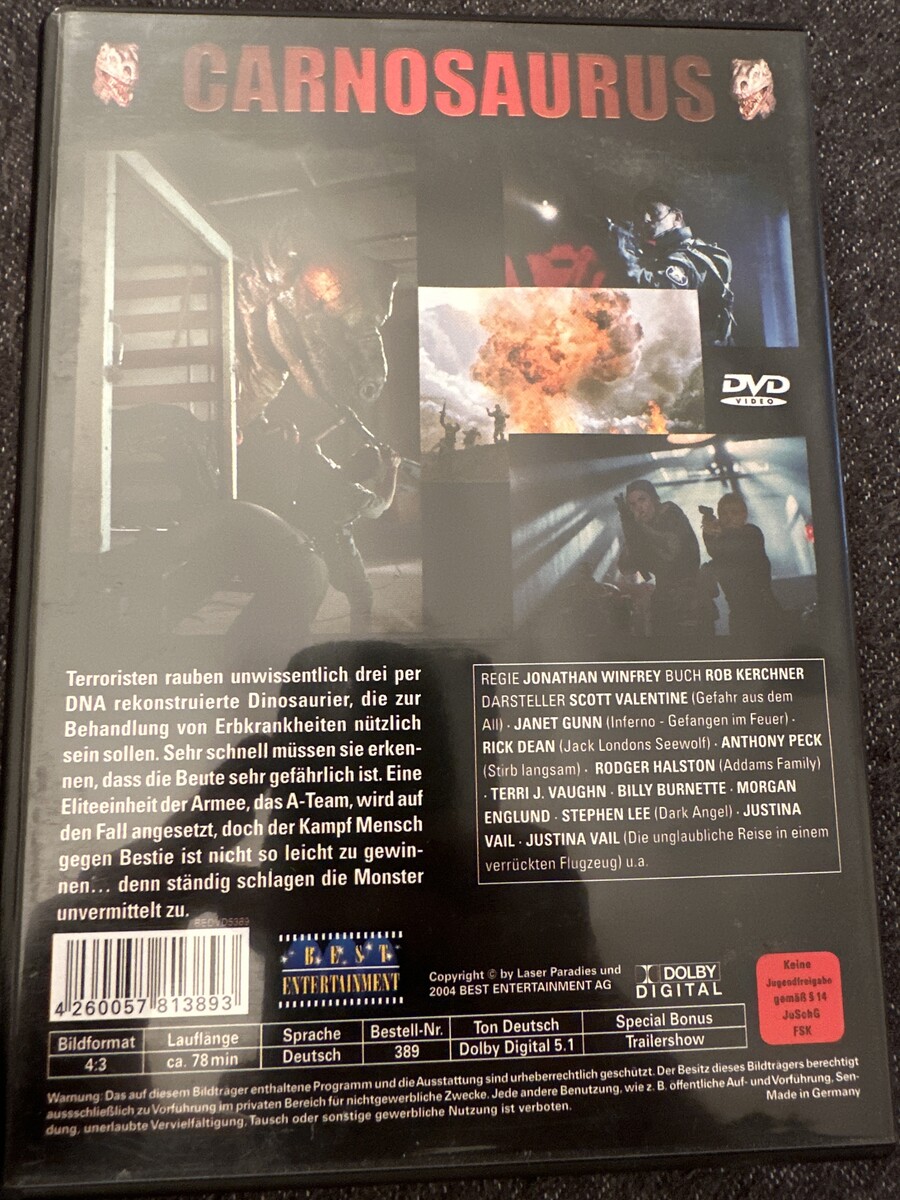 CARNOSAURUS
DVD
VIDEO
Terroristen rauben unwissentlich drei per
DNA rekonstruierte Dinosaurier, die zur
Behandlung von Erbkrankheiten nützlich
sein sollen. Sehr schnell müssen sie erken-
nen, dass die Beute sehr gefährlich ist. Eine
Eliteeinheit der Armee, das A-Team, wird auf
den Fall angesetzt, doch der Kampf Mensch
gegen Bestie ist nicht so leicht zu gewin-
nen... denn ständig schlagen die Monster
unvermittelt zu.
REGIE JONATHAN WINFREY BUCH ROB KERCHNER
DARSTELLER SCOTT VALENTINE (Gefahr aus dem
All) · JANET GUNN (Inferno - Gefangen im Feuer) ·
RICK DEAN (Jack Londons Seewolf) · ANTHONY PECK
(Stirb langsam) · RODGER HALSTON (Addams Family)
· TERRI J. VAUGHN · BILLY BURNETTE · MORGAN
ENGLUND · STEPHEN LEE (Dark Angel) · JUSTINA
VAIL · JUSTINA VAIL (Die unglaubliche Reise in einem
verrückten Flugzeug) u.a.
BEDVD5389
4 260057 813893
B.E.S.T.
ENTERTAINMENT
Copyright © by Laser Paradies und
2004 BEST ENTERTAINMENT AG
DOLBY
DIGITAL
Keine
Jugendfreigabe
gemäß § 14
JuSchG
FSK
Bildformat Lauflänge Sprache Bestell-Nr. Ton Deutsch Special Bonus
4:3 ca. 78 min Deutsch 389 Dolby Digital 5.1 Trailershow
Warnung: Das auf diesem Bildträger enthaltene Programm und die Ausstattung sind urheberrechtlich geschützt. Der Besitz dieses Bildträgers berechtigt
aussschließlich zu Vorführung im privaten Bereich für nichtgewerbliche Zwecke. Jede andere Benutzung, wie z. B. öffentliche Auf- und Vorführung, Sen-
dung, unerlaubte Vervielfältigung, Tausch oder sonstige gewerbliche Nutzung ist verboten.
Made in Germany